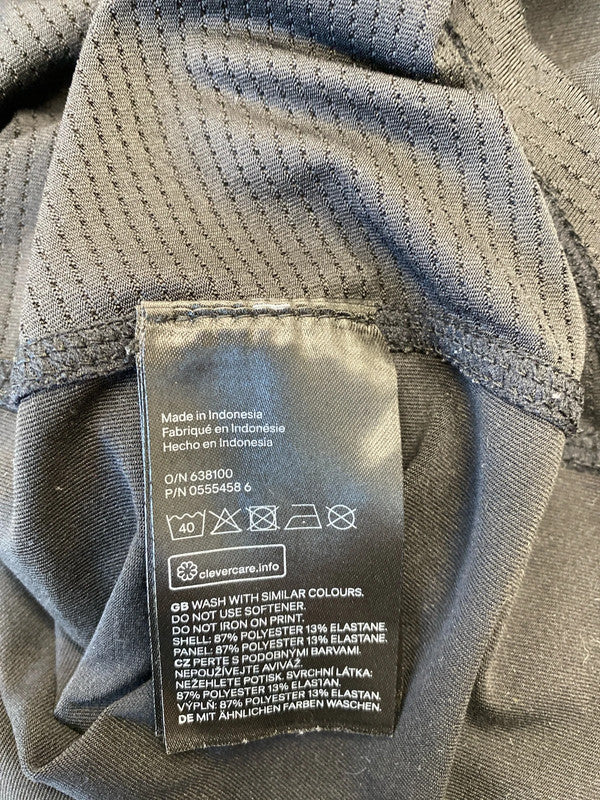 Made in Indonesia
Fabriqué en Indonésie
Hecho en Indonesia
O/N 638100
P/N 0555458 6
40
clevercare.info
GB WASH WITH SIMILAR COLOURS.
DO NOT USE SOFTENER.
DO NOT IRON ON PRINT.
SHELL: 87% POLYESTER 13% ELASTANE.
PANEL: 87% POLYESTER 13% ELASTANE.
CZ PERTE S PODOBNÝMI BARVAMI.
NEPOUŽÍVEJTE AVIVÁŽ.
NEŽEHLETE POTISK. SVRCHNÍ LÁTKA:
87% POLYESTER 13% ELASTAN.
VÝPLŇ: 87% POLYESTER 13% ELASTAN.
DE MIT ÄHNLICHEN FARBEN WASCHEN.